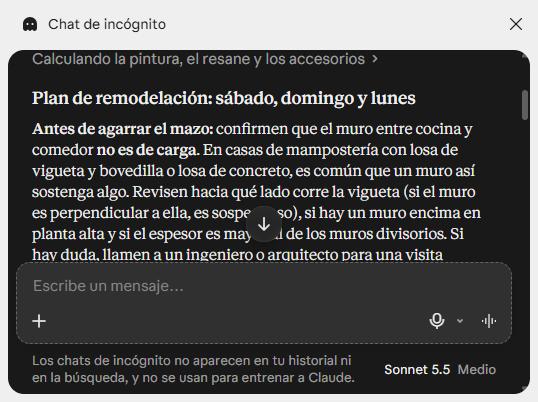 Chat de incógnito
Calculando la pintura, el resane y los accesorios
Plan de remodelación: sábado, domingo y lunes
Antes de agarrar el mazo: confirmen que el muro entre cocina y
comedor no es de carga. En casas de mampostería con losa de
vigueta y bovedilla o losa de concreto, es común que un muro así
sostenga algo. Revisen hacia qué lado corre la vigueta (si el muro
es perpendicular a ella, es so), si hay un muro encima en
planta alta y si el espesor es de los muros divisorios. Si
hay duda, llamen a un ingeniero o arquitecto para una visita
Escribe un mensaje...
Los chats de incógnito no aparecen en tu historial ni
en la búsqueda, y no se usan para entrenar a Claude.
Sonnet 5.5 Medio